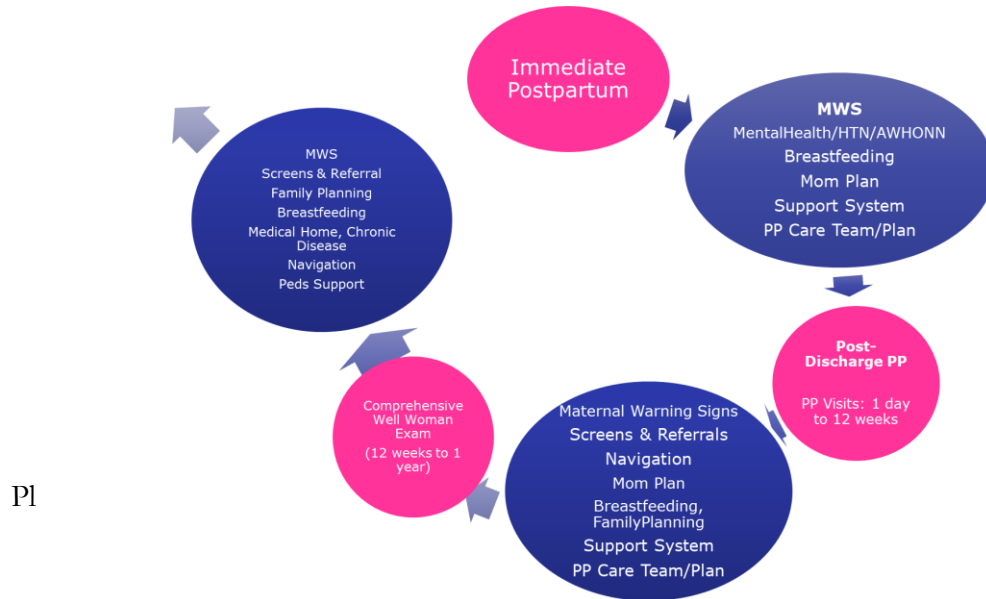 Immediate
Postpartum
MWS
MentalHealth/HTN/AWHONN
Breastfeeding
Mom Plan
Support System
PP Care Team/Plan
Post-
Discharge PP
PP Visits: 1 day
to 12 weeks
Maternal Warning Signs
Screens & Referrals
Navigation
Mom Plan
Breastfeeding,
FamilyPlanning
Support System
PP Care Team/Plan
Comprehensive
Well Woman
Exam
(12 weeks to 1
year)
MWS
Screens & Referral
Family Planning
Breastfeeding
Medical Home, Chronic
Disease
Navigation
Peds Support
Pl